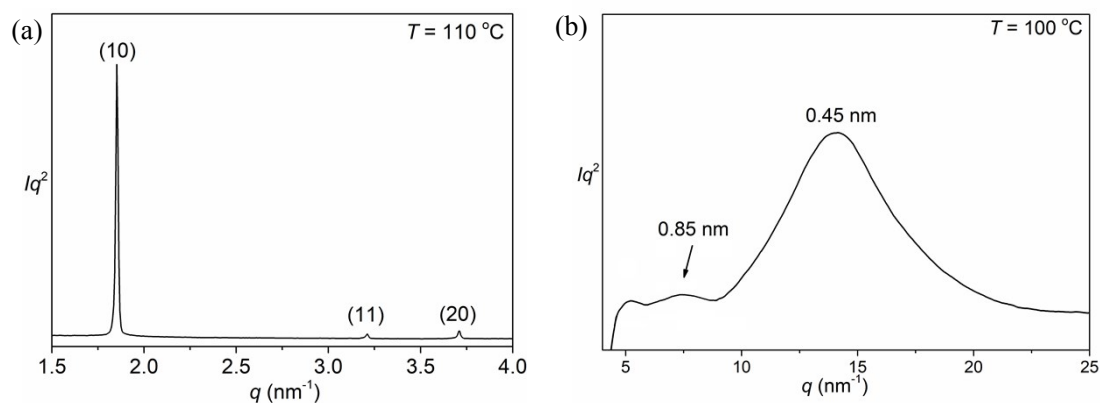 (a)
T = 110 °C
(10)
(11)
(20)
Iq²
1.5 2.0 2.5 3.0 3.5 4.0
q (nm⁻¹)
(b)
T = 100 °C
0.45 nm
0.85 nm
Iq²
5 10 15 20 25
q (nm⁻¹)